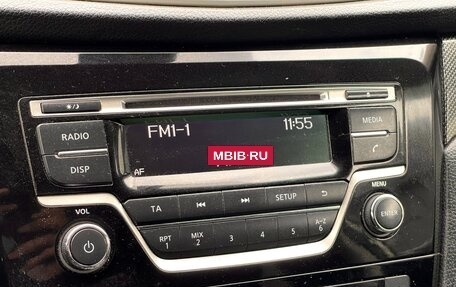 RADIO
DISP
FM1-1
11:55
MBIB.RU
AF
MEDIA
TA
SETUP
MENU
VOL
ENTER
RPT
1
MIX
2
3
4
5
A-Z
6